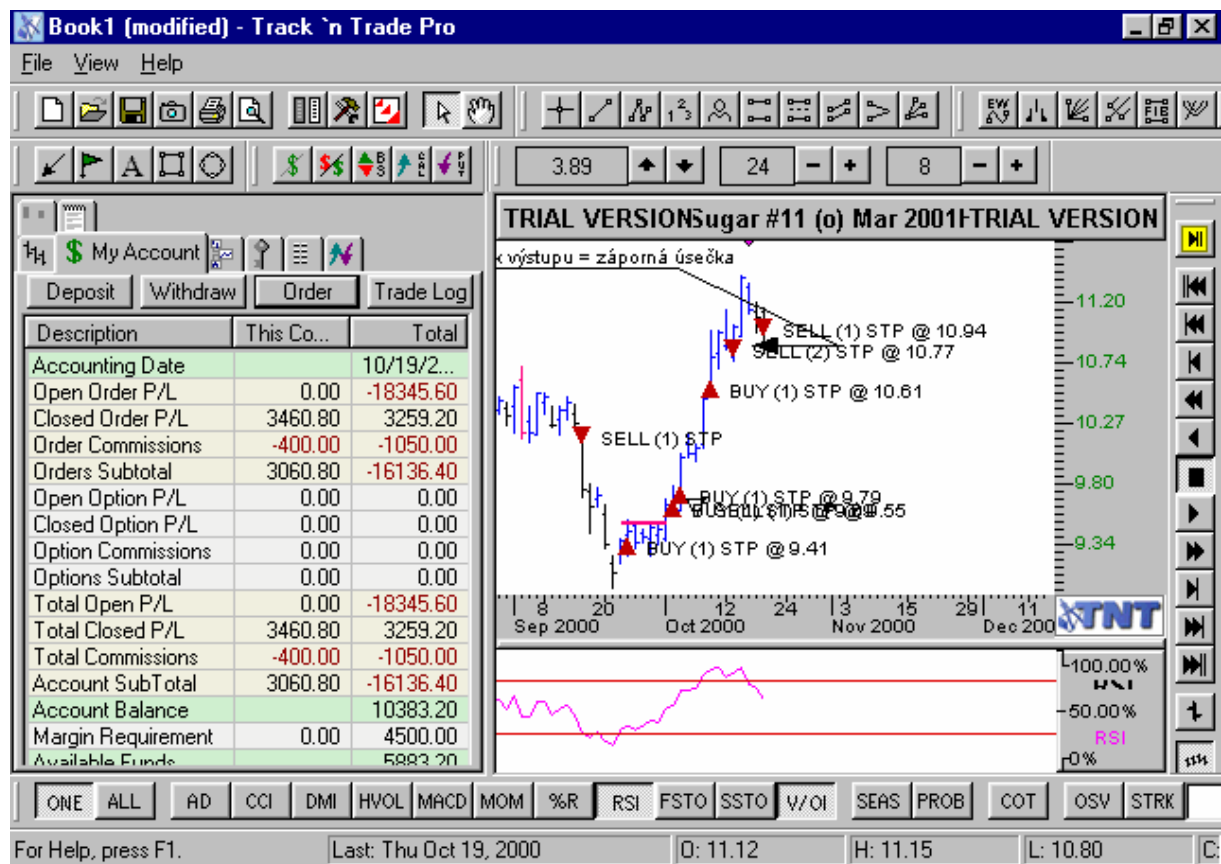 Book1 (modified) - Track `n Trade Pro
File View Help
3.89 24 8
My Account
Deposit Withdraw Order Trade Log
Description This Co... Total
Accounting Date 10/19/2...
Open Order P/L 0.00 -18345.60
Closed Order P/L 3460.80 3259.20
Order Commissions -400.00 -1050.00
Orders Subtotal 3060.80 -16136.40
Open Option P/L 0.00 0.00
Closed Option P/L 0.00 0.00
Option Commissions 0.00 0.00
Options Subtotal 0.00 0.00
Total Open P/L 0.00 -18345.60
Total Closed P/L 3460.80 3259.20
Total Commissions -400.00 -1050.00
Account SubTotal 3060.80 -16136.40
Account Balance 10383.20
Margin Requirement 0.00 4500.00
Available Funds 5883.20
TRIAL VERSION Sugar #11 (o) Mar 2001 TRIAL VERSION
výstupu = záporná úsečka
SELL (1) STP @ 10.94
SELL (2) STP @ 10.77
BUY (1) STP @ 10.61
SELL (1) STP
BUY (1) STP @ 9.79
BUY (1) STP @ 9.41
11.20
10.74
10.27
9.80
9.34
8 20 12 24 3 15 29 11
Sep 2000 Oct 2000 Nov 2000 Dec 200
TNT
100.00%
RSI
50.00%
RSI
0%
ONE ALL AD CCI DMI HVOL MACD MOM %R RSI FSTO SSTO V/OI SEAS PROB COT OSV STRK
For Help, press F1. Last: Thu Oct 19, 2000 O: 11.12 H: 11.15 L: 10.80 C: